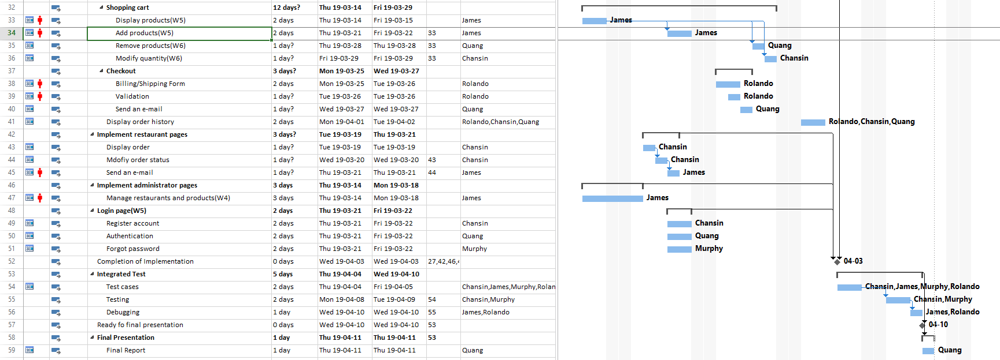 32 Shopping cart 12 days? Thu 19-03-14 Fri 19-03-29
33 Display products(W5) 2 days Thu 19-03-14 Fri 19-03-15 James James
34 Add products(W5) 2 days Thu 19-03-21 Fri 19-03-22 33 James James
35 Remove products(W6) 1 day? Thu 19-03-28 Thu 19-03-28 33 Quang Quang
36 Modify quantity(W6) 1 day? Fri 19-03-29 Fri 19-03-29 33 Chansin Chansin
37 Checkout 3 days? Mon 19-03-25 Wed 19-03-27
38 Billing/Shipping Form 2 days Mon 19-03-25 Tue 19-03-26 Rolando Rolando
39 Validation 1 day? Tue 19-03-26 Tue 19-03-26 Rolando Rolando
40 Send an e-mail 1 day? Wed 19-03-27 Wed 19-03-27 Quang Quang
41 Display order history 2 days Mon 19-04-01 Tue 19-04-02 Rolando,Chansin,Quang Rolando,Chansin,Quang
42 Implement restaurant pages 3 days? Tue 19-03-19 Thu 19-03-21
43 Display order 1 day? Tue 19-03-19 Tue 19-03-19 Chansin Chansin
44 Mdofiy order status 1 day? Wed 19-03-20 Wed 19-03-20 43 Chansin Chansin
45 Send an e-mail 1 day? Thu 19-03-21 Thu 19-03-21 44 James James
46 Implement administrator pages 3 days Thu 19-03-14 Mon 19-03-18
47 Manage restaurants and products(W4) 3 days Thu 19-03-14 Mon 19-03-18 James James
48 Login page(W5) 2 days Thu 19-03-21 Fri 19-03-22
49 Register account 2 days Thu 19-03-21 Fri 19-03-22 Chansin Chansin
50 Authentication 2 days Thu 19-03-21 Fri 19-03-22 Quang Quang
51 Forgot password 2 days Thu 19-03-21 Fri 19-03-22 Murphy Murphy
52 Completion of Implementation 0 days Wed 19-04-03 Wed 19-04-03 27,42,46,4 04-03
53 Integrated Test 5 days Thu 19-04-04 Wed 19-04-10
54 Test cases 2 days Thu 19-04-04 Fri 19-04-05 Chansin,James,Murphy,Rolan Chansin,James,Murphy,Rolando
55 Testing 2 days Mon 19-04-08 Tue 19-04-09 54 Chansin,Murphy Chansin,Murphy
56 Debugging 1 day Wed 19-04-10 Wed 19-04-10 55 James,Rolando James,Rolando
57 Ready fo final presentation 0 days Wed 19-04-10 Wed 19-04-10 53 04-10
58 Final Presentation 1 day Thu 19-04-11 Thu 19-04-11 53
59 Final Report 1 day Thu 19-04-11 Thu 19-04-11 Quang Quang